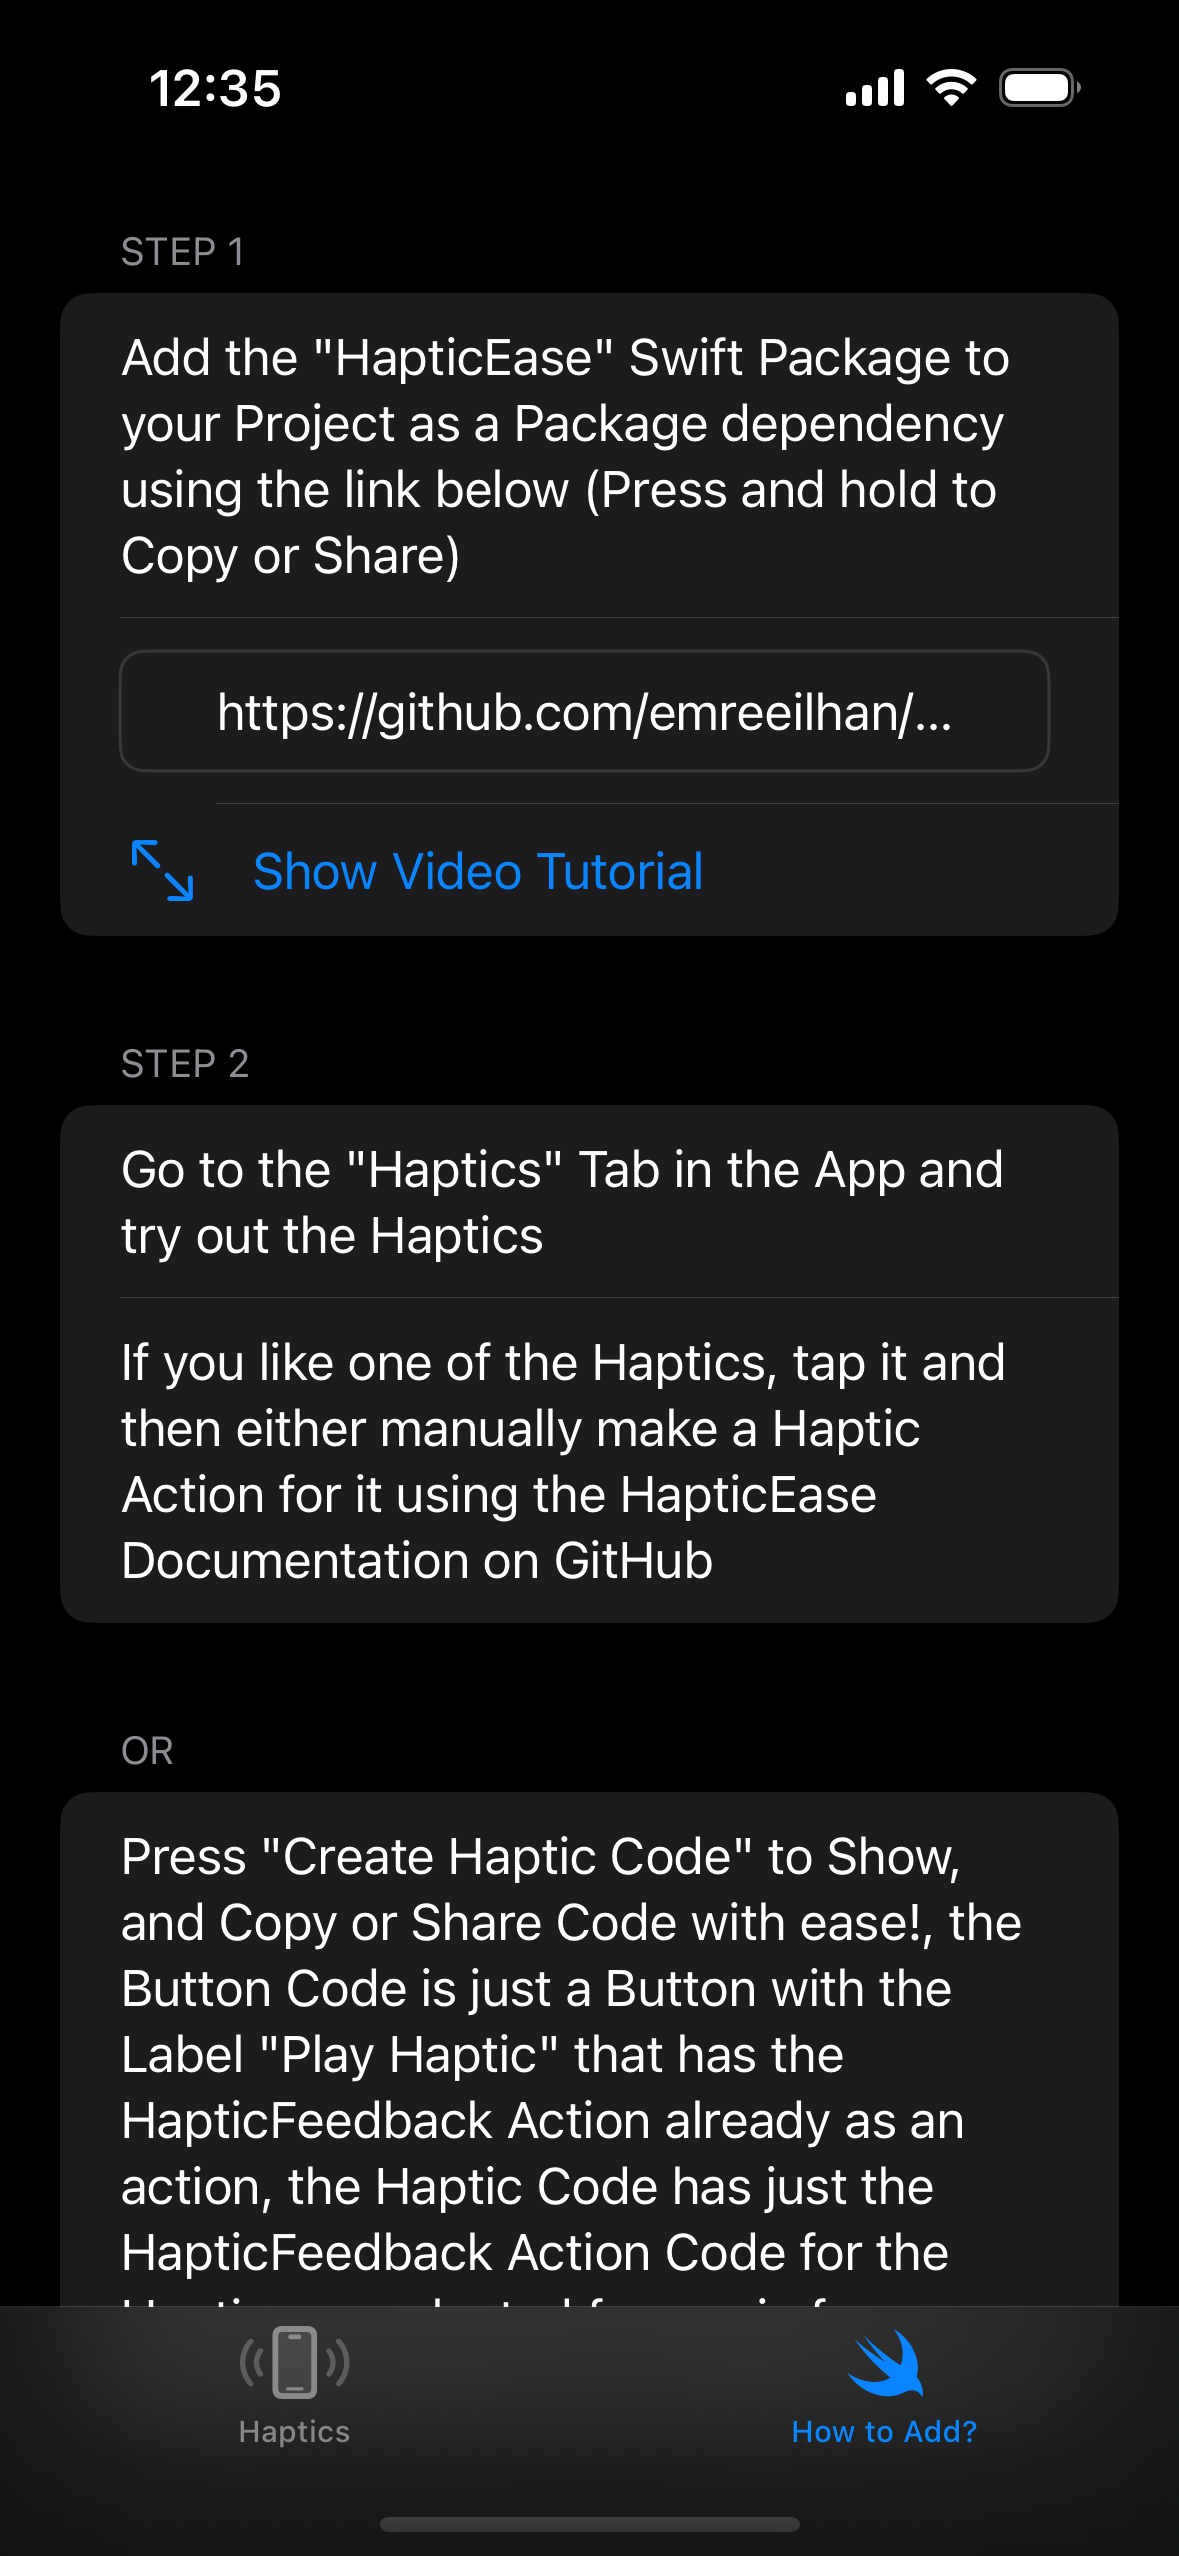 12:35
STEP 1
Add the "HapticEase" Swift Package to
your Project as a Package dependency
using the link below (Press and hold to
Copy or Share)
https://github.com/emreeilhan/...
Show Video Tutorial
STEP 2
Go to the "Haptics" Tab in the App and
try out the Haptics
If you like one of the Haptics, tap it and
then either manually make a Haptic
Action for it using the HapticEase
Documentation on GitHub
OR
Press "Create Haptic Code" to Show,
and Copy or Share Code with ease!, the
Button Code is just a Button with the
Label "Play Haptic" that has the
HapticFeedback Action already as an
action, the Haptic Code has just the
HapticFeedback Action Code for the
Haptics
How to Add?